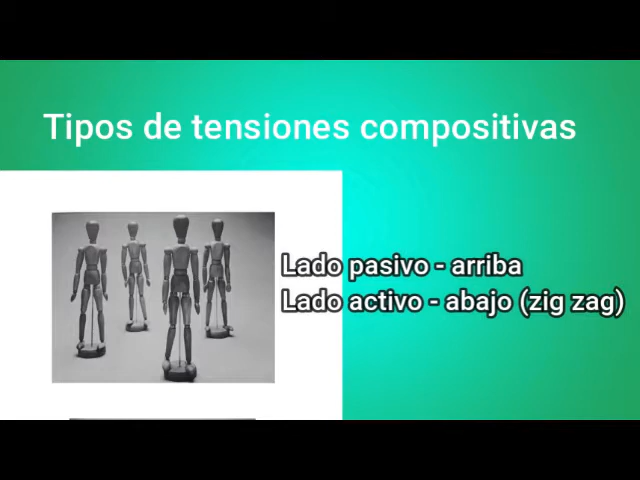 Tipos de tensiones compositivas
Lado pasivo - arriba
Lado activo - abajo (zig zag)